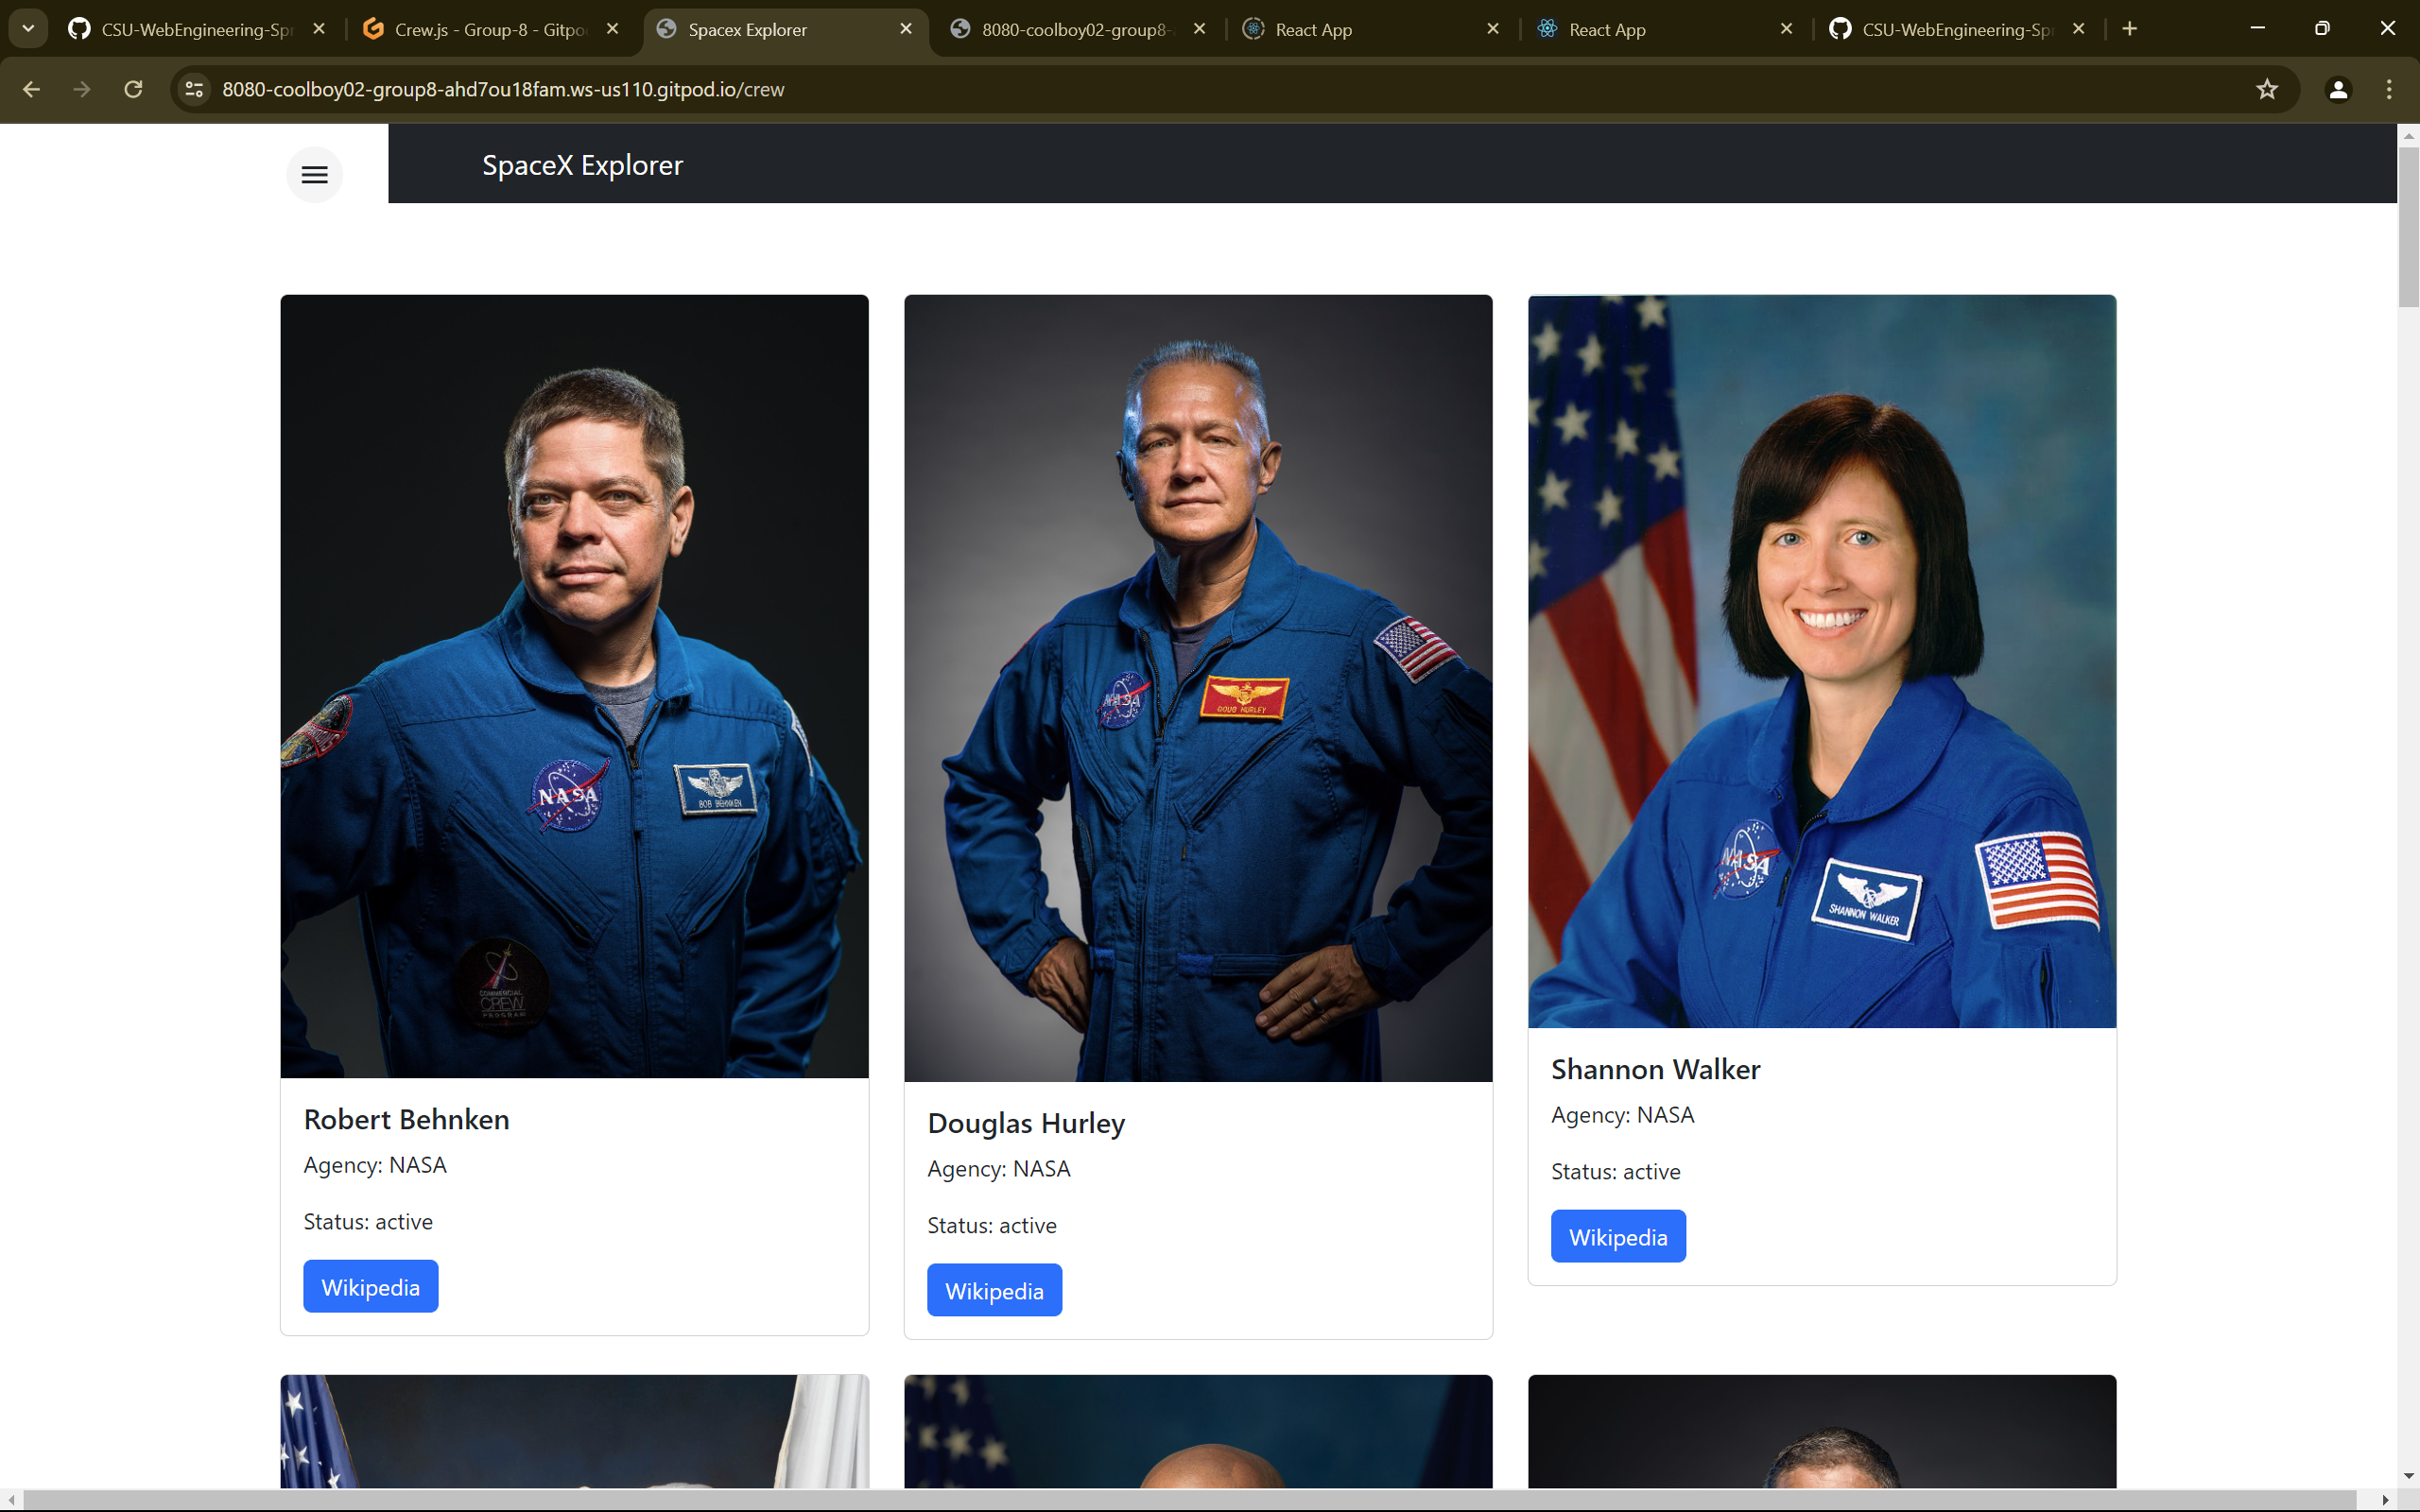 CSU-WebEngineering-Spr
Crew.js - Group-8 - Gitpo
Spacex Explorer
8080-coolboy02-group8-
React App
React App
CSU-WebEngineering-Spr
8080-coolboy02-group8-ahd7ou18fam.ws-us110.gitpod.io/crew
SpaceX Explorer
NASA
BOB BEHNKEN
COMMERCIAL
CREW
PROGRAM
NASA
DOUG HURLEY
NASA
SHANNON WALKER
Robert Behnken
Agency: NASA
Status: active
Wikipedia
Douglas Hurley
Agency: NASA
Status: active
Wikipedia
Shannon Walker
Agency: NASA
Status: active
Wikipedia